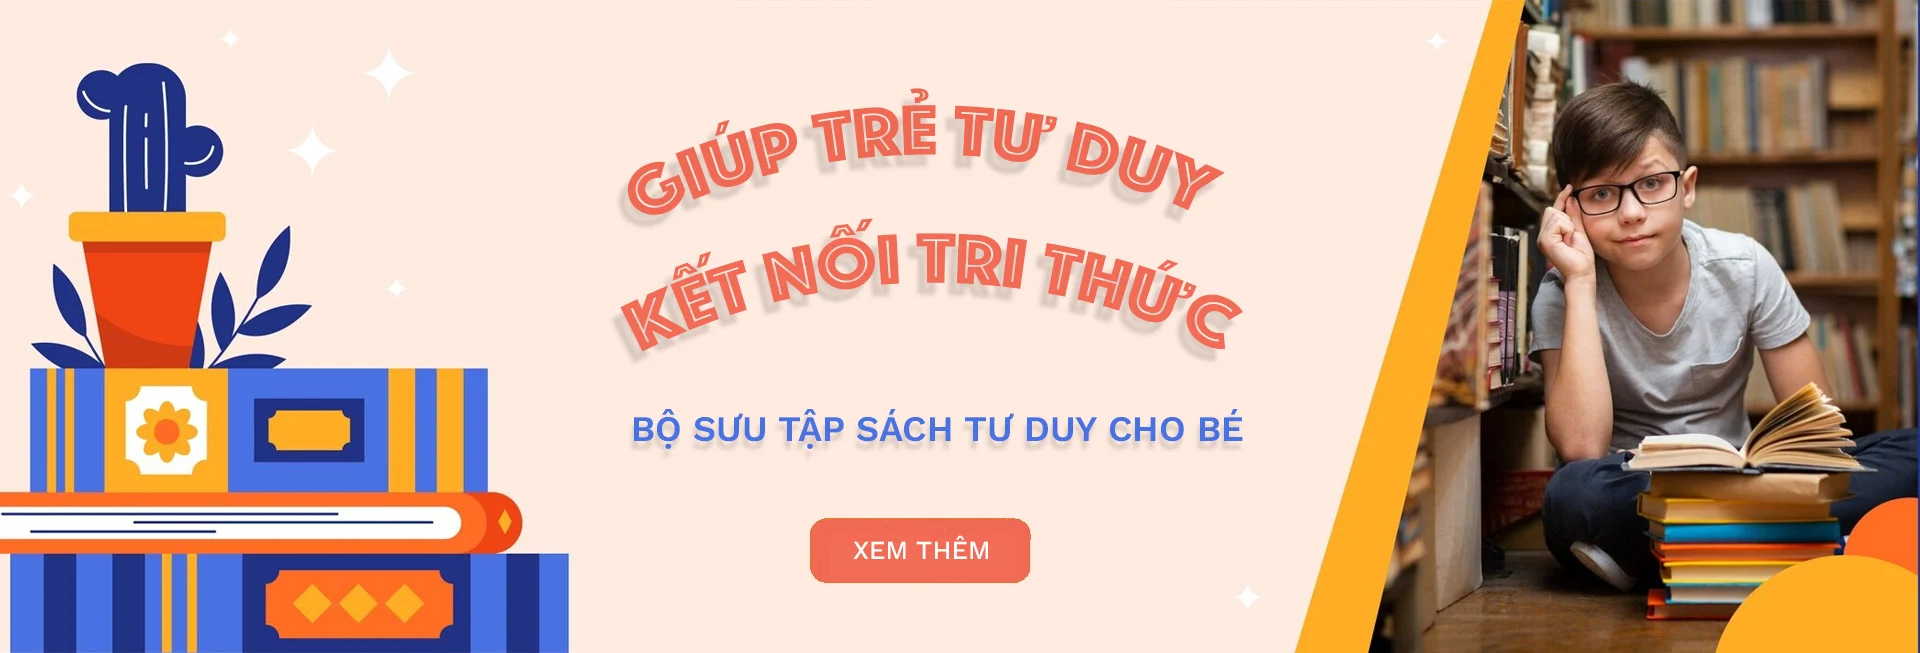 GIÚP TRẺ TƯ DUY
KẾT NỐI TRI THỨC
BỘ SƯU TẬP SÁCH TƯ DUY CHO BÉ
XEM THÊM